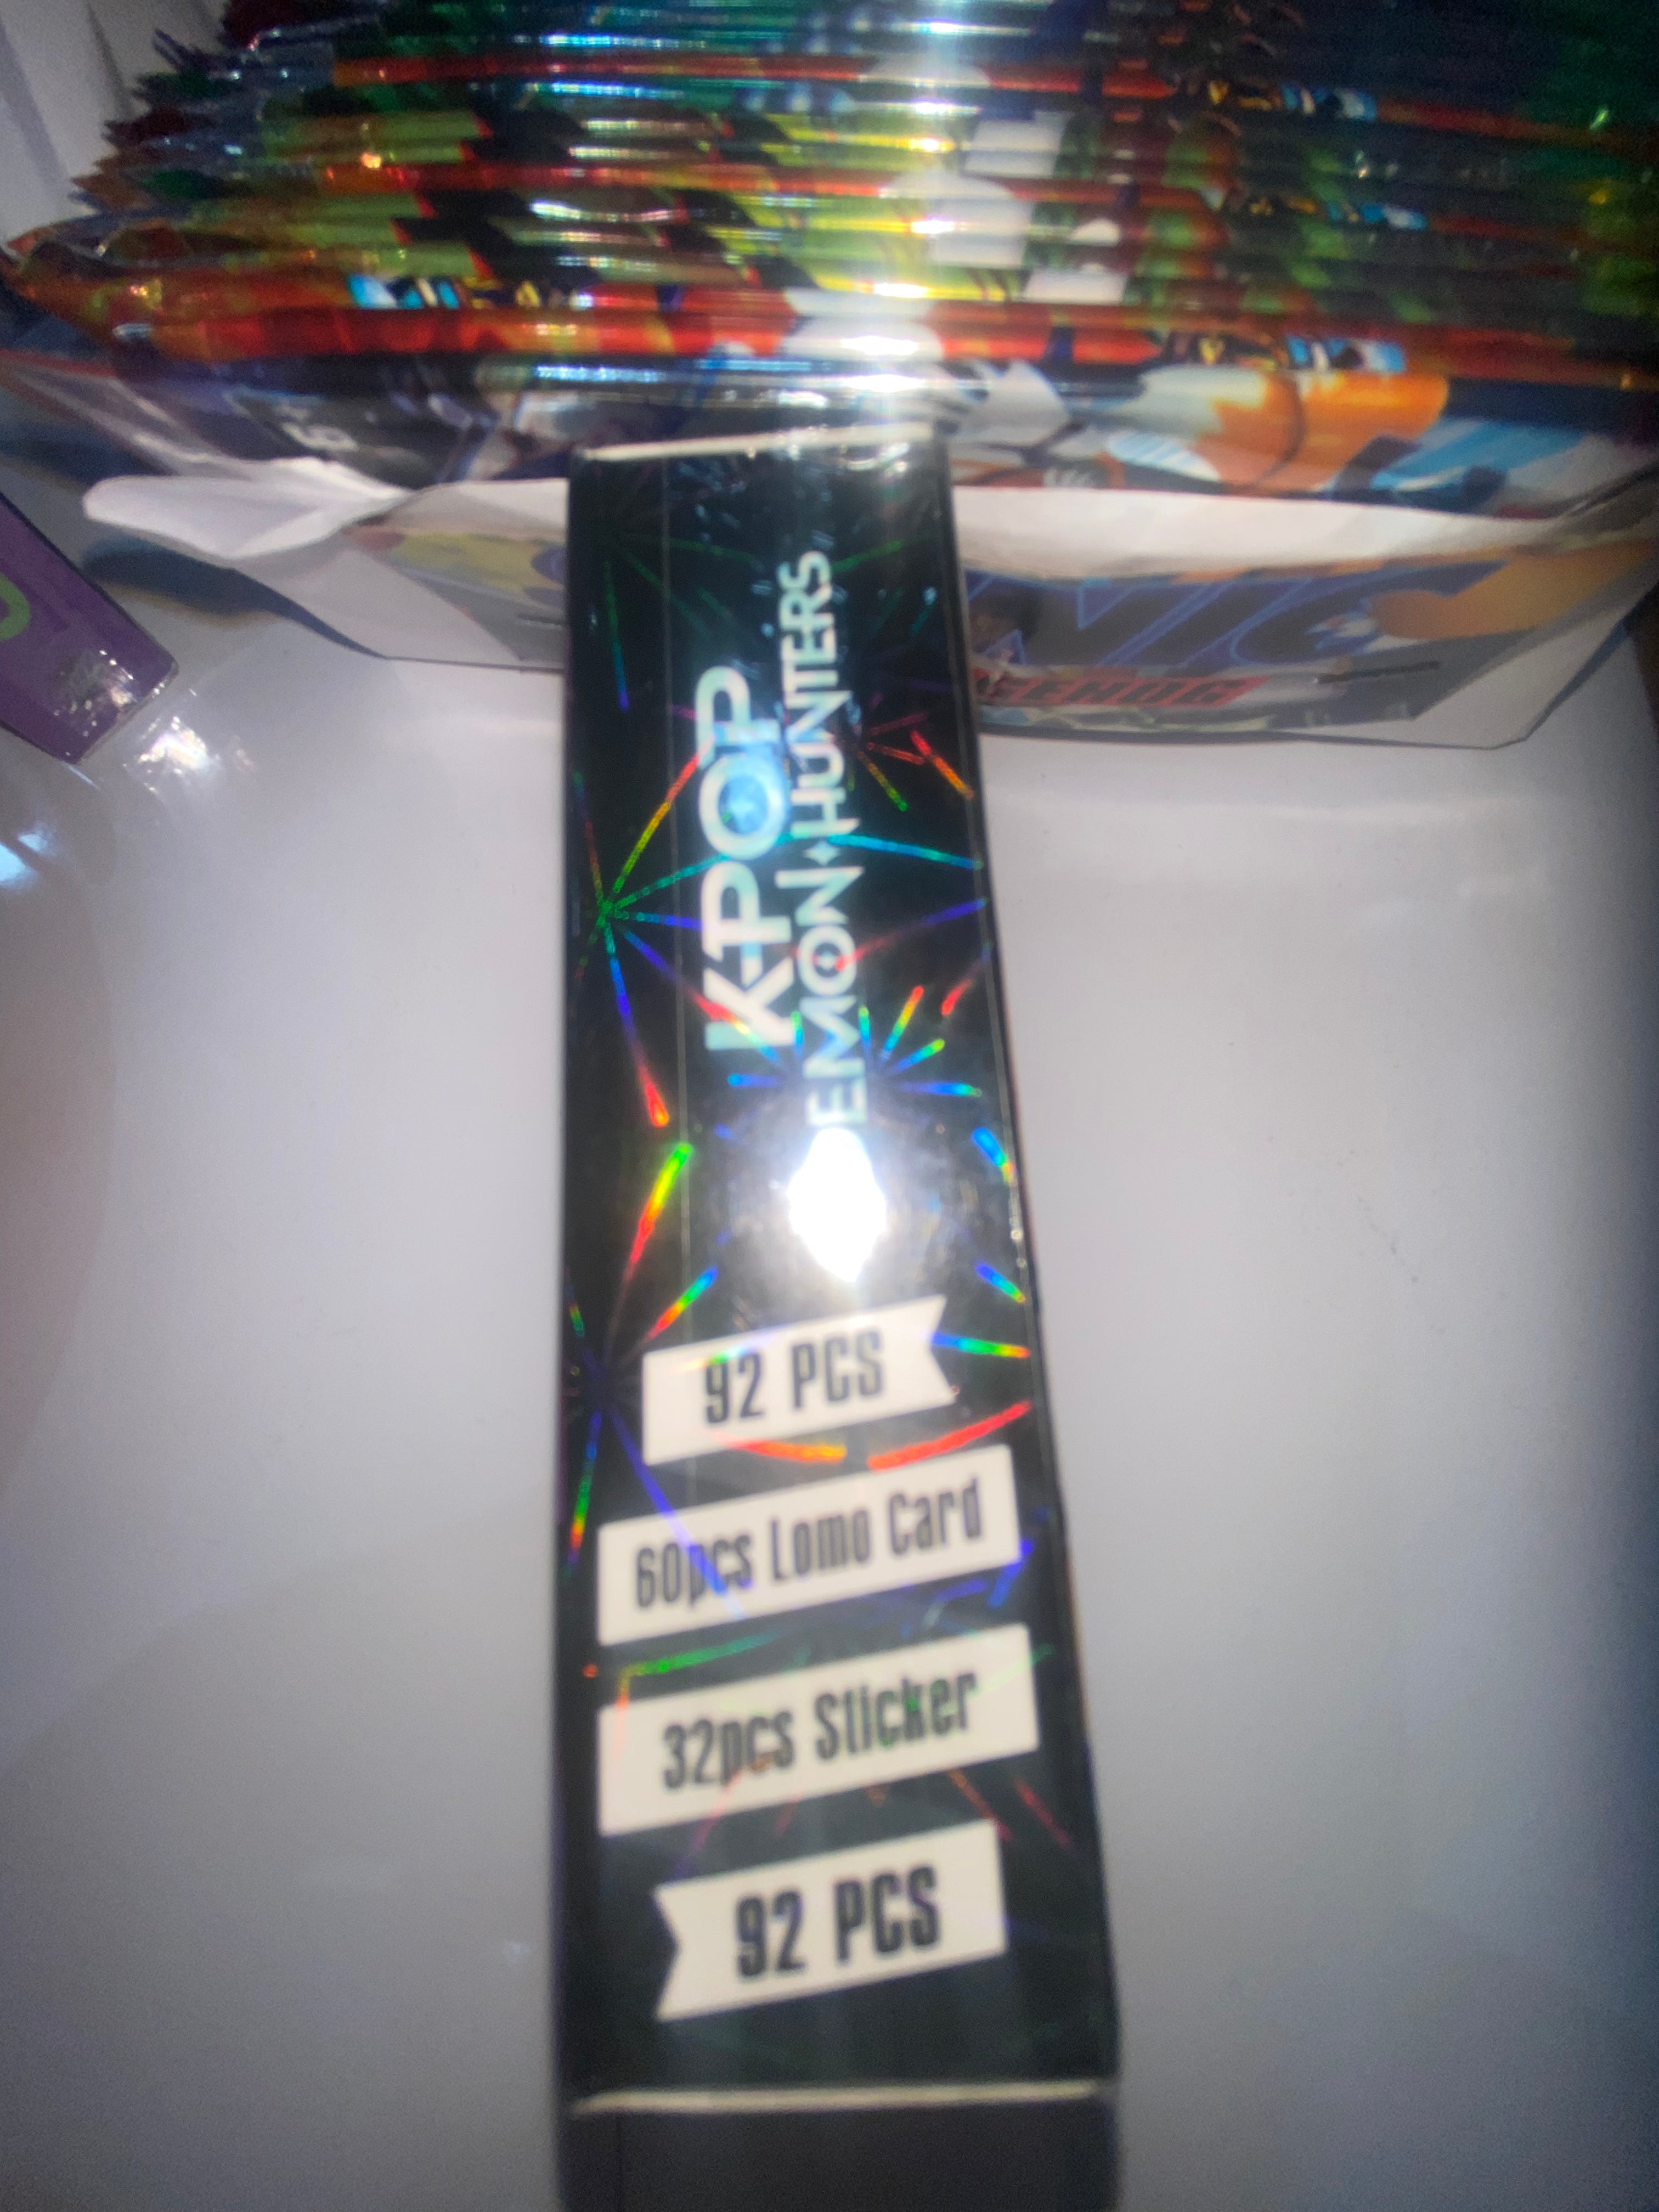 K-POP
DEMON HUNTERS
92 PCS
60pcs Lomo Card
32pcs Sticker
92 PCS